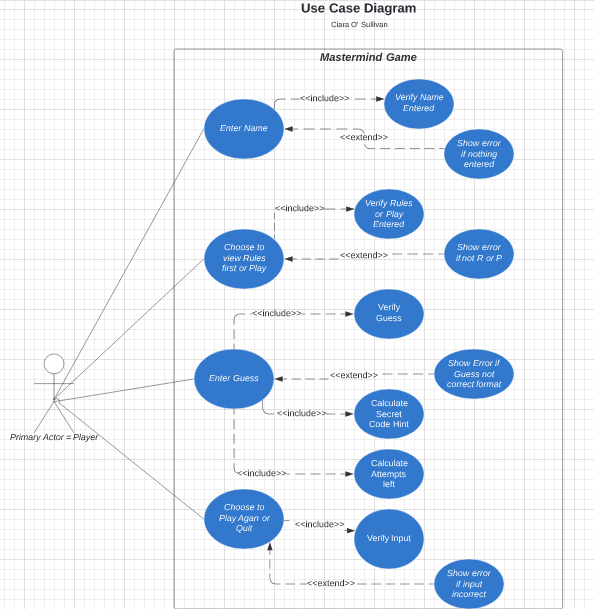 Use Case Diagram
Ciara O' Sullivan
Mastermind Game
Enter Name
<<include>>
Verify Name
Entered
<<extend>>
Show error
if nothing
entered
Choose to
view Rules
first or Play
<<include>>
Verify Rules
or Play
Entered
<<extend>>
Show error
if not R or P
Enter Guess
<<include>>
Verify
Guess
<<extend>>
Show Error if
Guess not
correct format
<<include>>
Calculate
Secret
Code Hint
<<include>>
Calculate
Attempts
left
Primary Actor = Player
Choose to
Play Agan or
Quit
<<include>>
Verify Input
<<extend>>
Show error
if input
incorrect